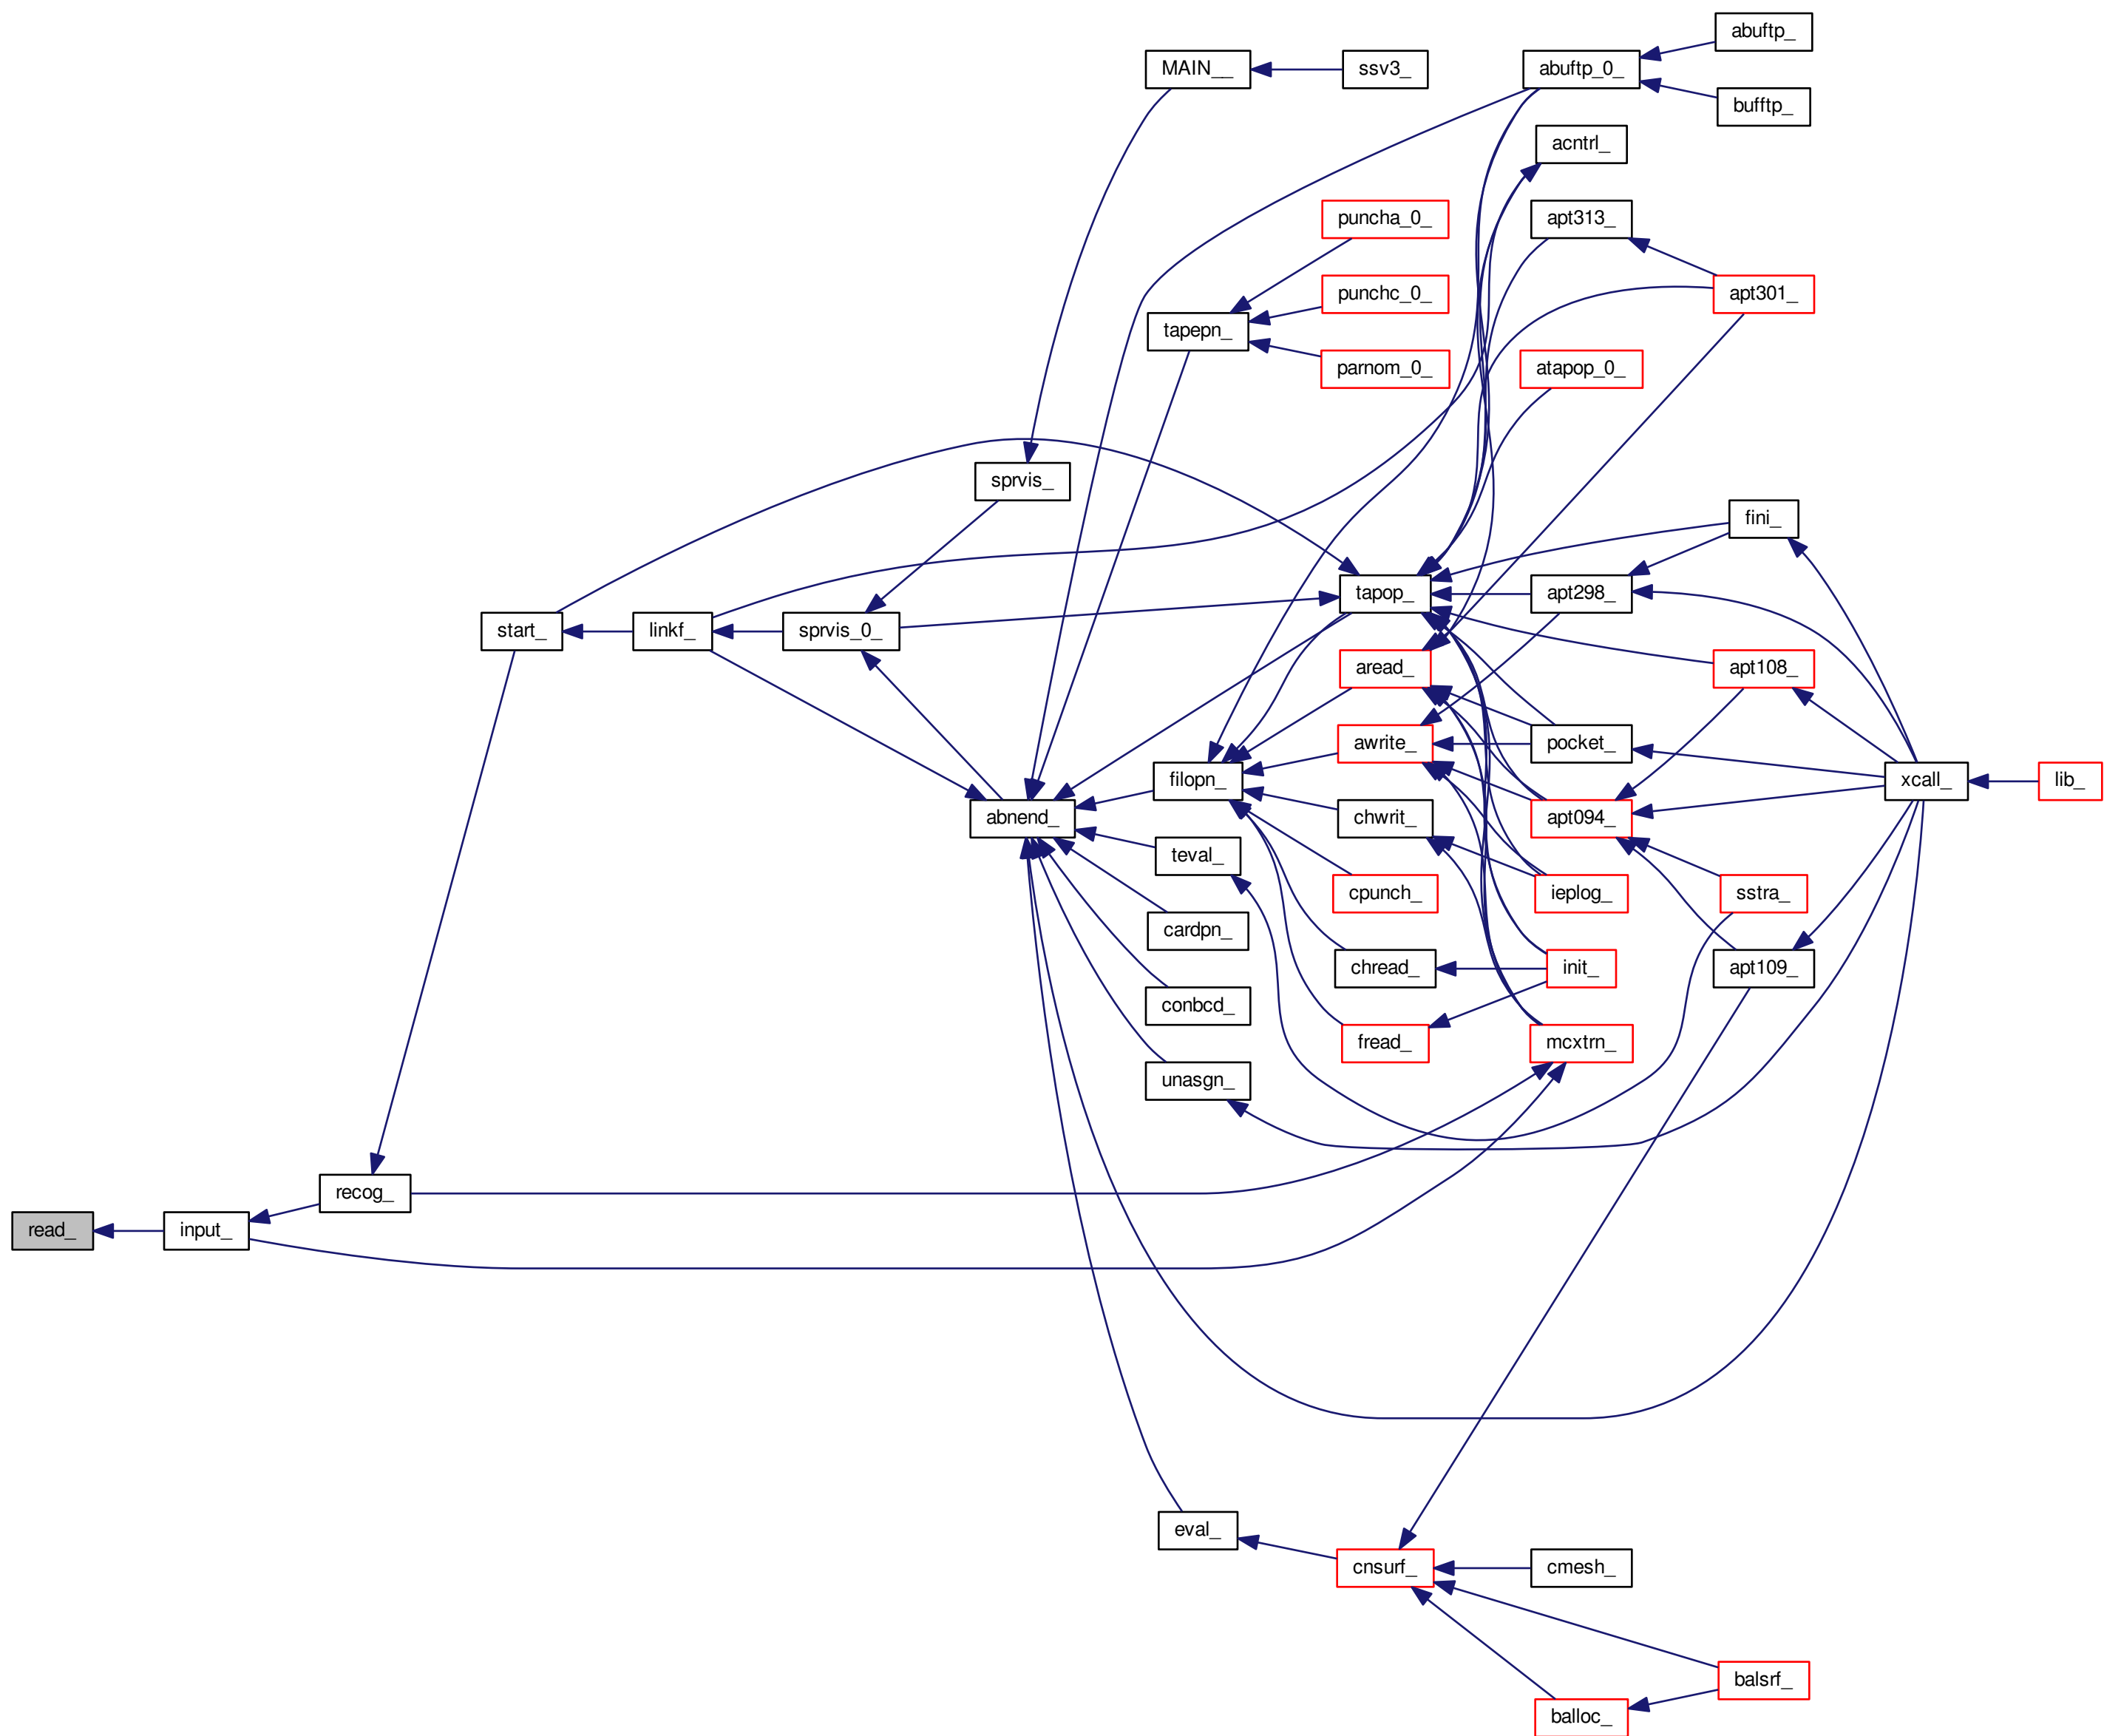 abuftp_
MAIN__
ssv3_
abuftp_0_
bufftp_
acntrl_
puncha_0_
apt313_
punchc_0_
apt301_
tapepn_
parnom_0_
atapop_0_
sprvis_
fini_
tapop_
apt298_
start_
linkf_
sprvis_0_
aread_
apt108_
awrite_
pocket_
filopn_
xcall_
lib_
abnend_
chwrit_
apt094_
teval_
cpunch_
ieplog_
sstra_
cardpn_
chread_
init_
apt109_
conbcd_
fread_
mcxtrn_
unasgn_
recog_
read_
input_
eval_
cnsurf_
cmesh_
balsrf_
balloc_